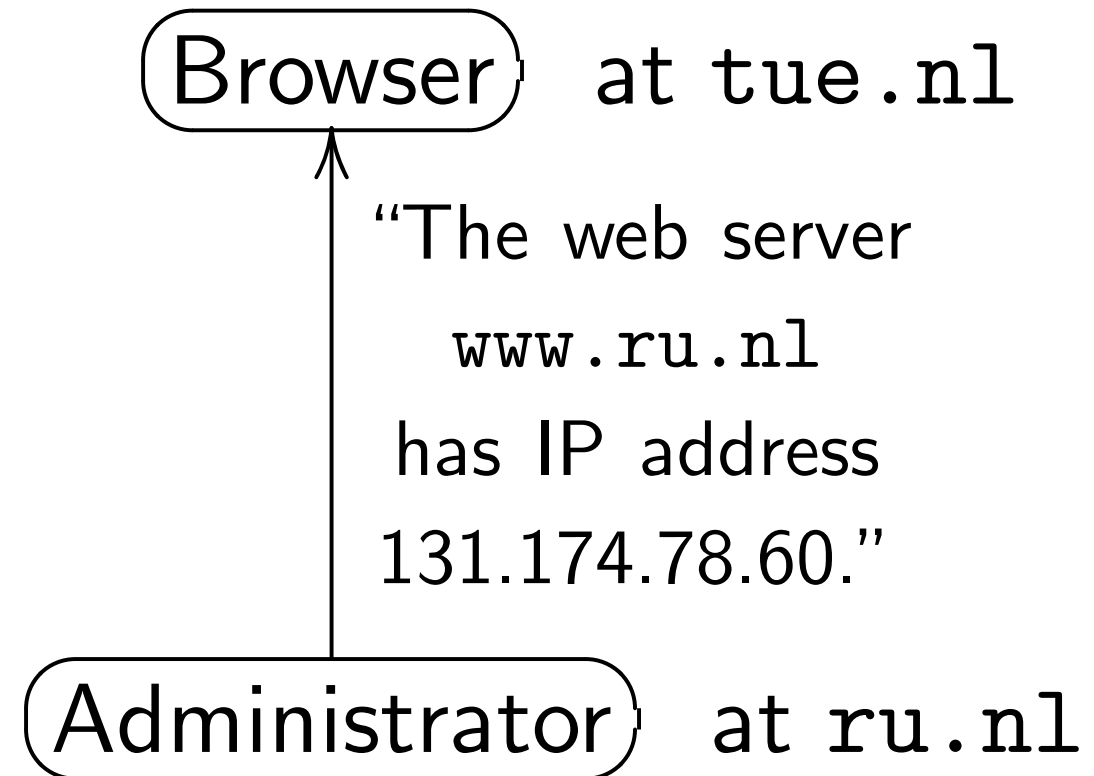 Browser at tue.nl
“The web server
www.ru.nl
has IP address
131.174.78.60.”
Administrator at ru.nl